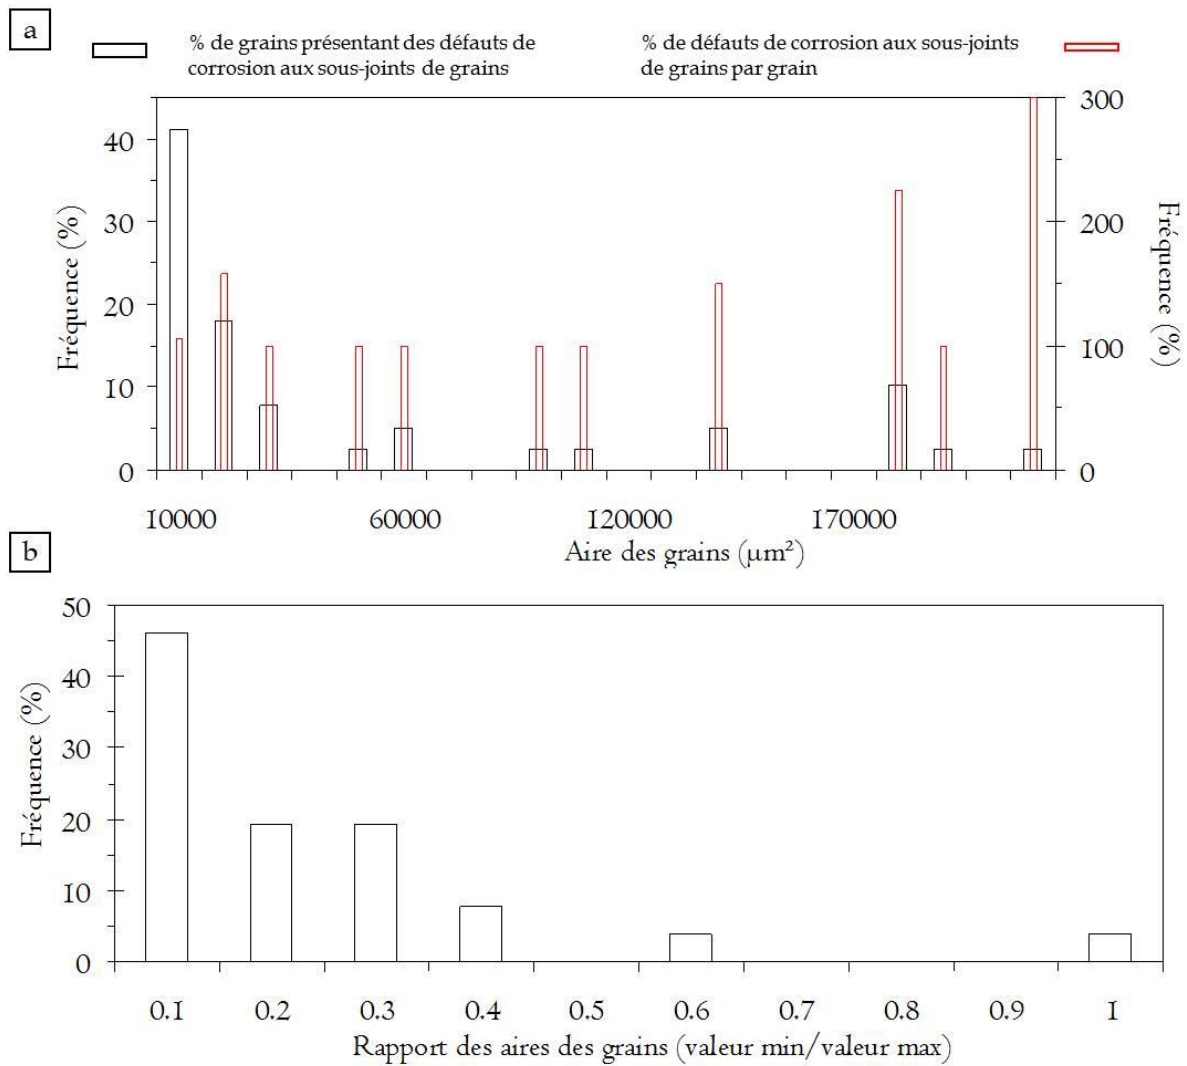 a
% de grains présentant des défauts de
corrosion aux sous-joints de grains
% de défauts de corrosion aux sous-joints
de grains par grain
Fréquence (%)
40
30
20
10
0
300
200
100
0
Fréquence (%)
10000 60000 120000 170000
Aire des grains (µm²)
b
Fréquence (%)
50
40
30
20
10
0
0.1 0.2 0.3 0.4 0.5 0.6 0.7 0.8 0.9 1
Rapport des aires des grains (valeur min/valeur max)